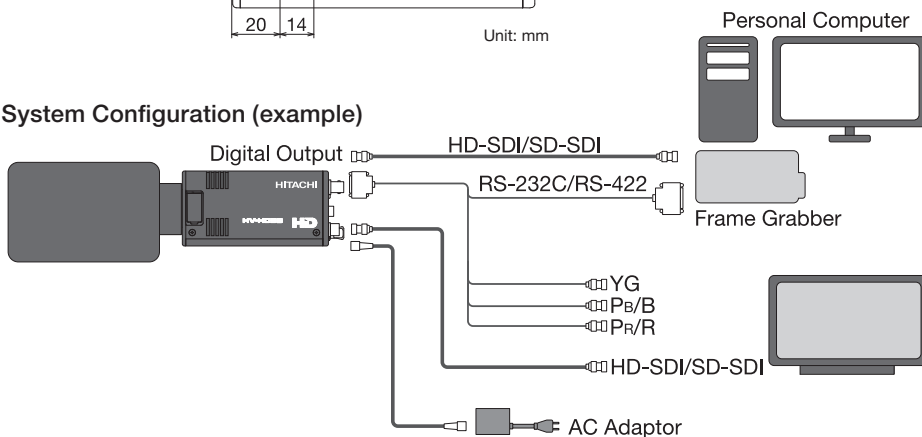 20 14
Unit: mm
Personal Computer
System Configuration (example)
Digital Output
HD-SDI/SD-SDI
HITACHI
RS-232C/RS-422
HD
Frame Grabber
YG
PB/B
PR/R
HD-SDI/SD-SDI
AC Adaptor